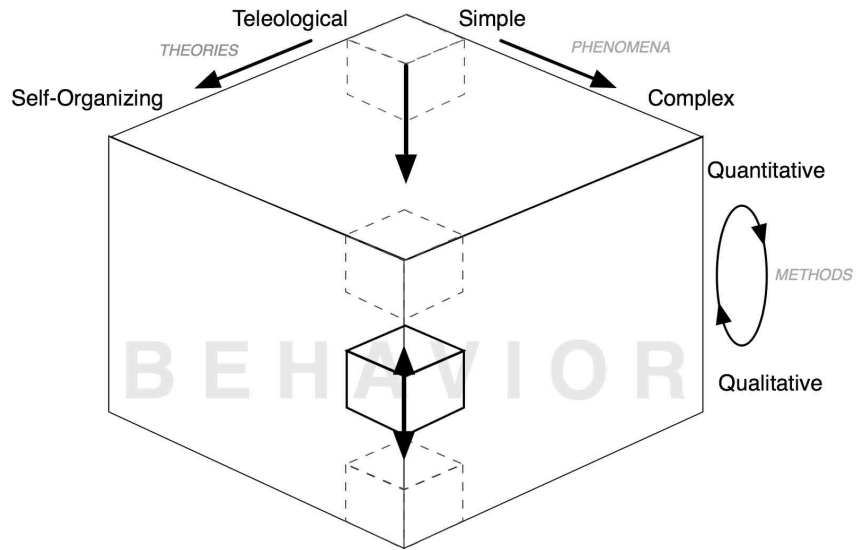 Teleological
Simple
THEORIES
PHENOMENA
Self-Organizing
Complex
Quantitative
METHODS
BEHAVIOR
Qualitative